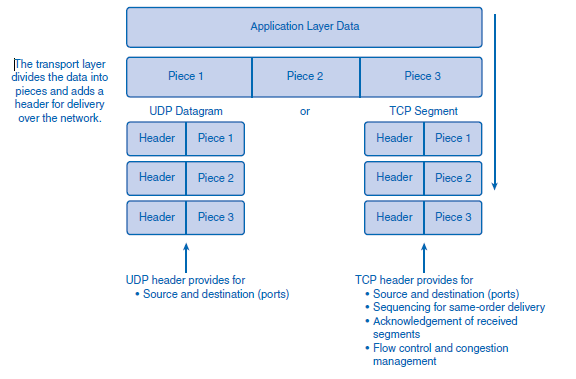 Application Layer Data
The transport layer
divides the data into
pieces and adds a
header for delivery
over the network.
Piece 1 Piece 2 Piece 3
UDP Datagram or TCP Segment
Header Piece 1 Header Piece 1
Header Piece 2 Header Piece 2
Header Piece 3 Header Piece 3
UDP header provides for
• Source and destination (ports)
TCP header provides for
• Source and destination (ports)
• Sequencing for same-order delivery
• Acknowledgement of received
segments
• Flow control and congestion
management